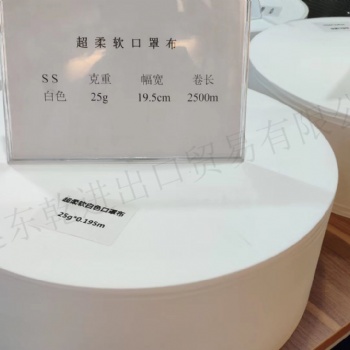 超柔软口罩布
SS 克重 幅宽 卷长
白色 25g 19.5cm 2500m
东乾进出口贸易有限
超柔软白色口罩布
25g*0.195m